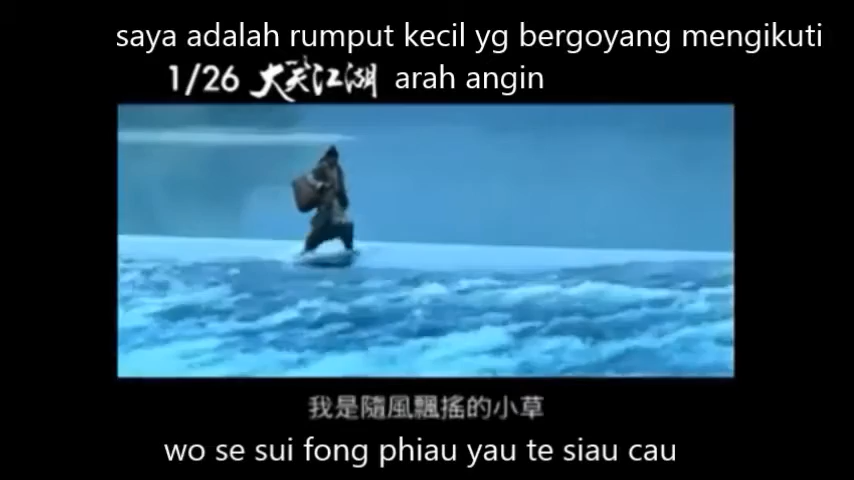 saya adalah rumput kecil yg bergoyang mengikuti
1/26 大笑江湖 arah angin
我是隨風飄搖的小草
wo se sui fong phiau yau te siau cau